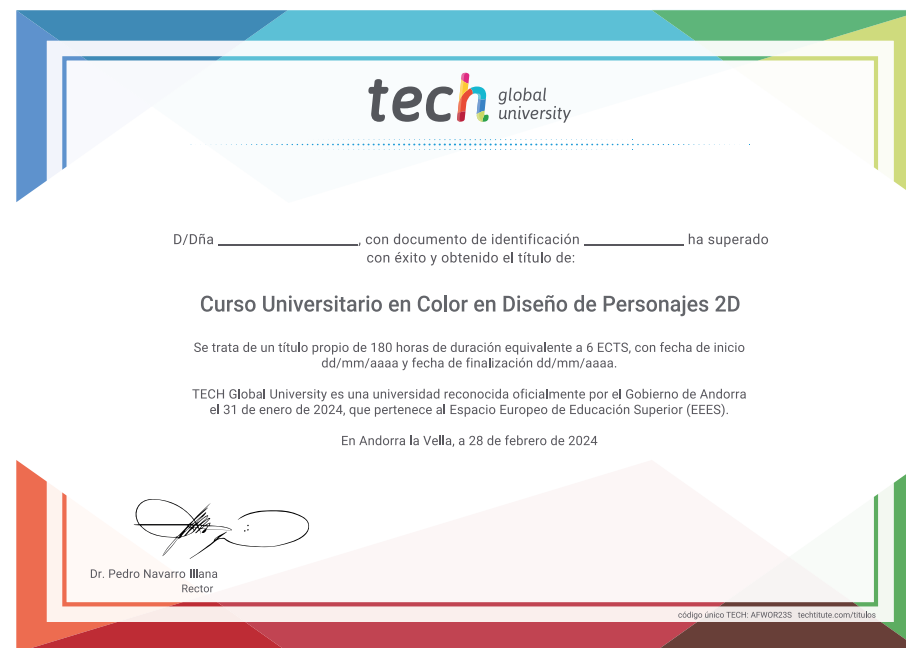 tech global
university
D/Dña ____________________, con documento de identificación ______________ ha superado
con éxito y obtenido el título de:
Curso Universitario en Color en Diseño de Personajes 2D
Se trata de un título propio de 180 horas de duración equivalente a 6 ECTS, con fecha de inicio
dd/mm/aaaa y fecha de finalización dd/mm/aaaa.
TECH Global University es una universidad reconocida oficialmente por el Gobierno de Andorra
el 31 de enero de 2024, que pertenece al Espacio Europeo de Educación Superior (EEES).
En Andorra la Vella, a 28 de febrero de 2024
Dr. Pedro Navarro Illana
Rector
código único TECH: AFWOR23S techtitute.com/titulos